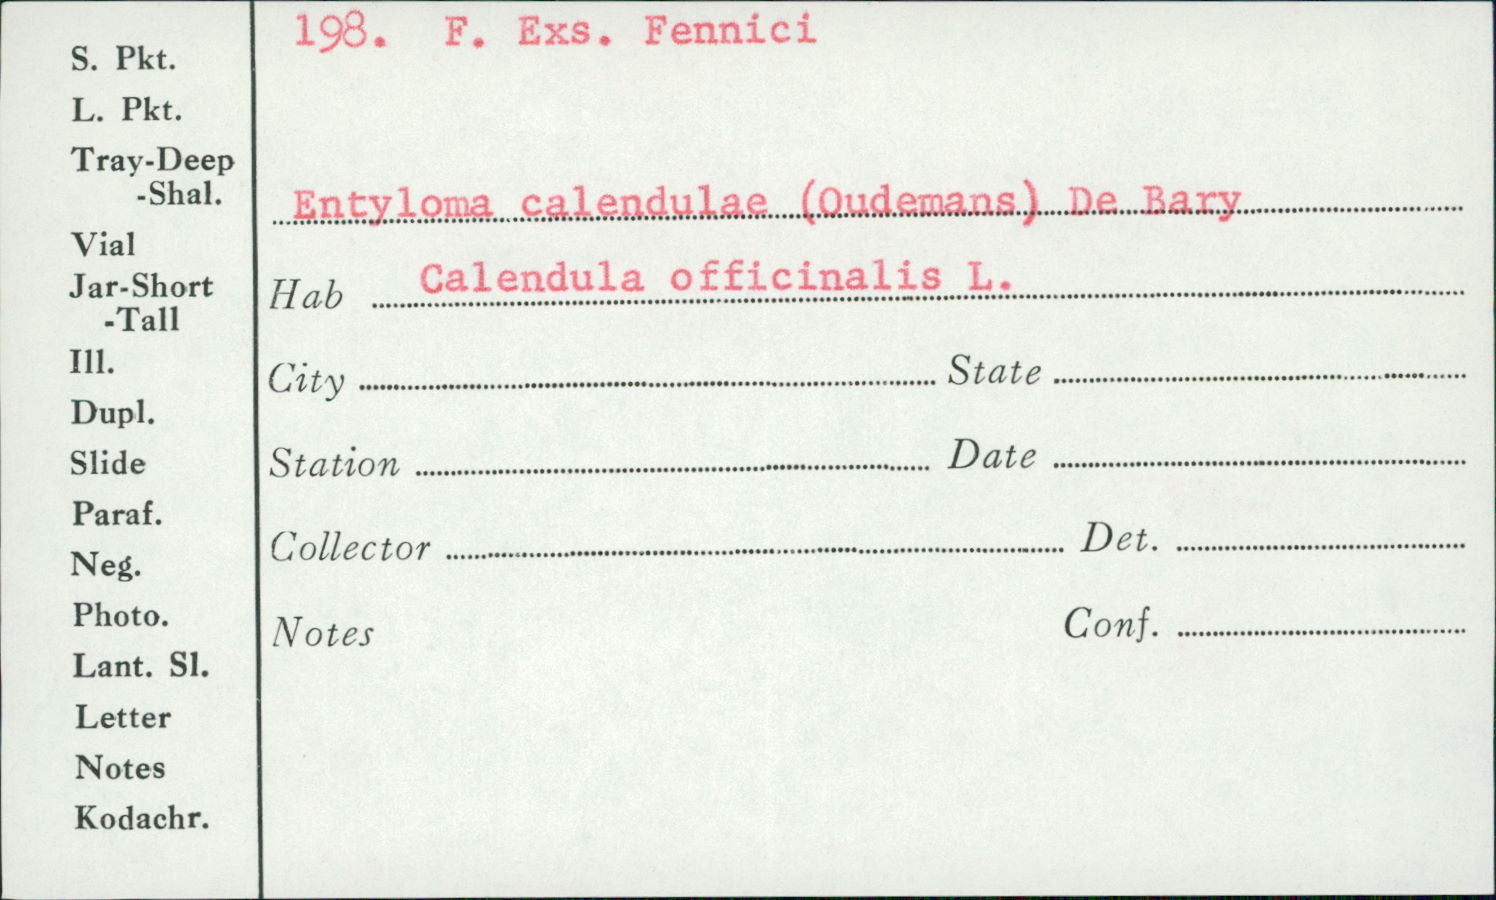 198. F. Exs. Fennici
S. Pkt.
L. Pkt.
Tray-Deep
-Shal.
Vial
Jar-Short
-Tall
Ill.
Dupl.
Slide
Paraf.
Neg.
Photo.
Lant. Sl.
Letter
Notes
Kodachr.
Entyloma calendulae (Oudemans) De Bary
Hab Calendula officinalis L.
City State
Station Date
Collector Det.
Notes Conf.